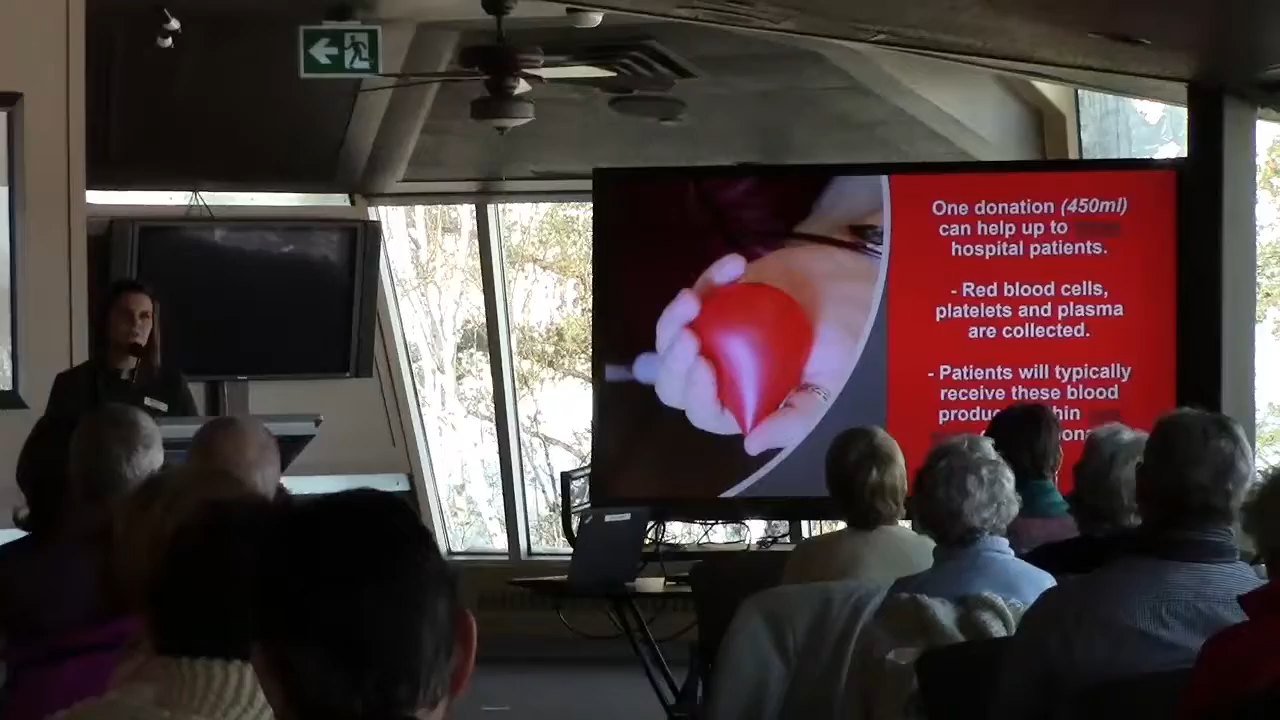 One donation (450ml)
can help up to
hospital patients.
- Red blood cells,
platelets and plasma
are collected.
- Patients will typically
receive these blood